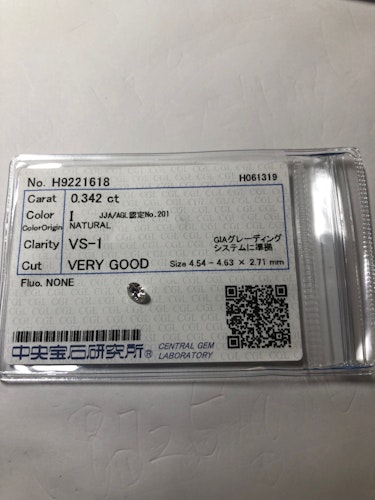 No. H9221618 H061319
Carat 0.342 ct
Color I JJA/AGL認定No.201
ColorOrigin NATURAL
Clarity VS-1 GIAグレーディング
システムに準拠
Cut VERY GOOD Size 4.54 - 4.63 × 2.71 mm
Fluo. NONE
中央宝石研究所® CENTRAL GEM
LABORATORY